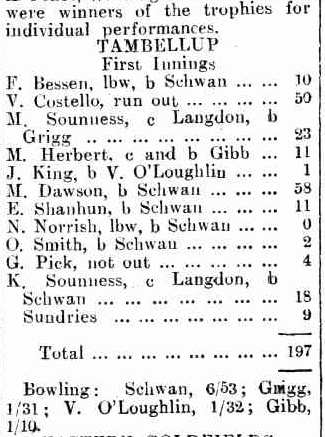 were winners of the trophies for
individual performances.
TAMBELLUP
First Innings
F. Bessen, lbw, b Schwan ... ... 10
V. Costello, run out ... ... ... ... 50
M. Sounness, c Langdon, b
Grigg ... ... ... ... ... ... ... 23
M. Herbert, c and b Gibb ... 11
J. King, b V. O'Loughlin ... ... 1
M. Dawson, b Schwan ... ... ... 58
E. Shanhun, b Schwan ... ... ... 11
N. Norrish, lbw, b Schwan ... ... 0
O. Smith, b Schwan ... ... ... ... 2
G. Pick, not out ... ... ... ... ... 4
K. Sounness, c Langdon, b
Schwan ... ... ... ... ... ... ... 18
Sundries ... ... ... ... ... ... 9
Total ... ... ... ... ... ... ... 197
Bowling: Schwan, 6/53; Grigg,
1/31; V. O'Loughlin, 1/32; Gibb,
1/19.